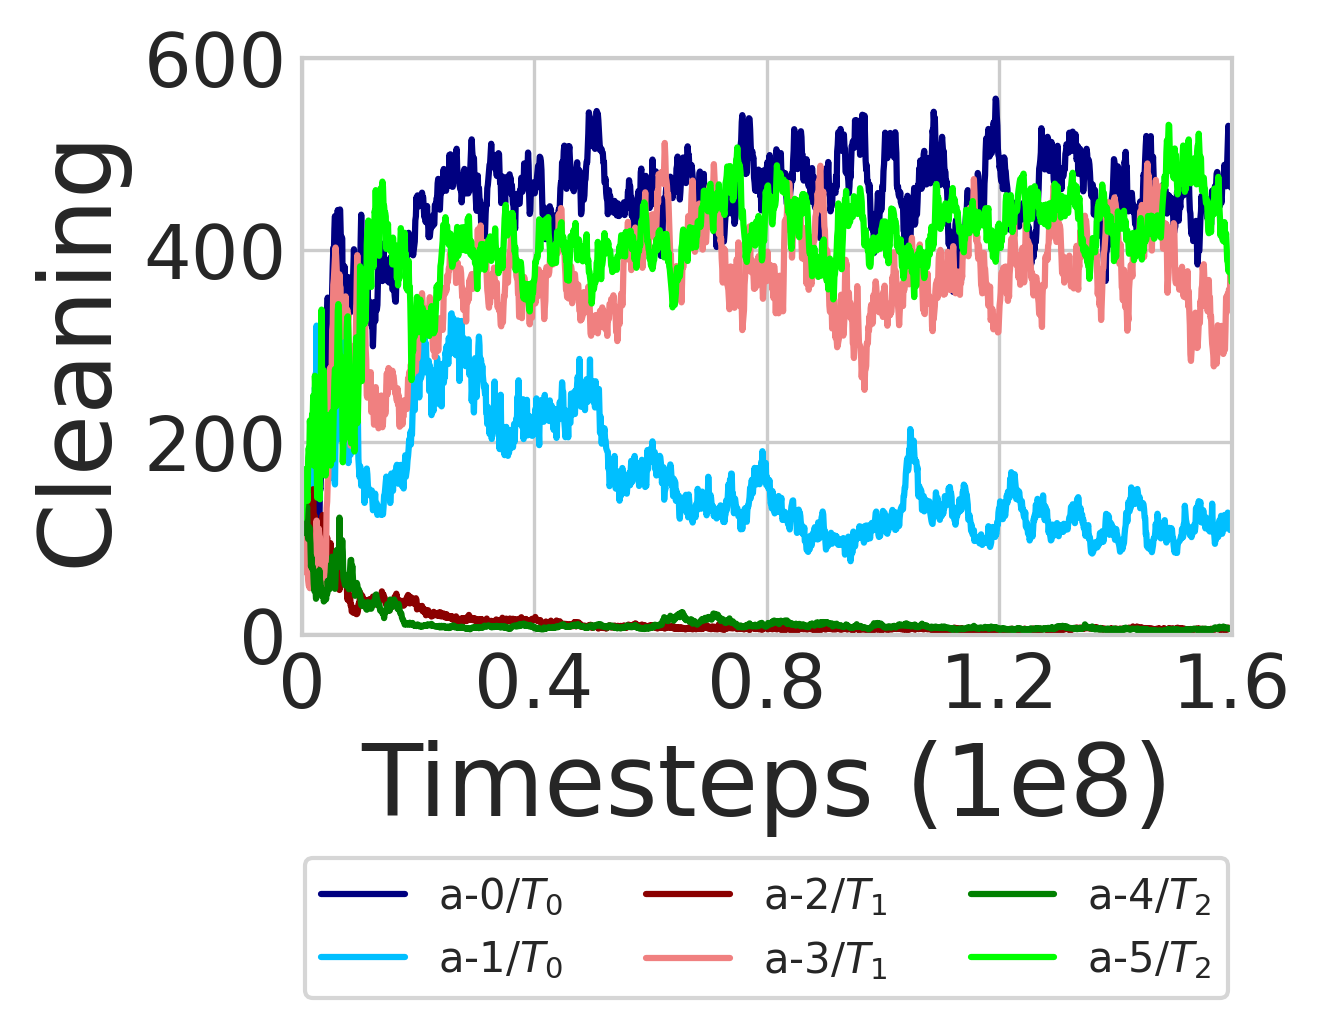 600
400
200
0
Cleaning
0 0.4 0.8 1.2 1.6
Timesteps (1e8)
a-0/T₀ a-2/T₁ a-4/T₂
a-1/T₀ a-3/T₁ a-5/T₂